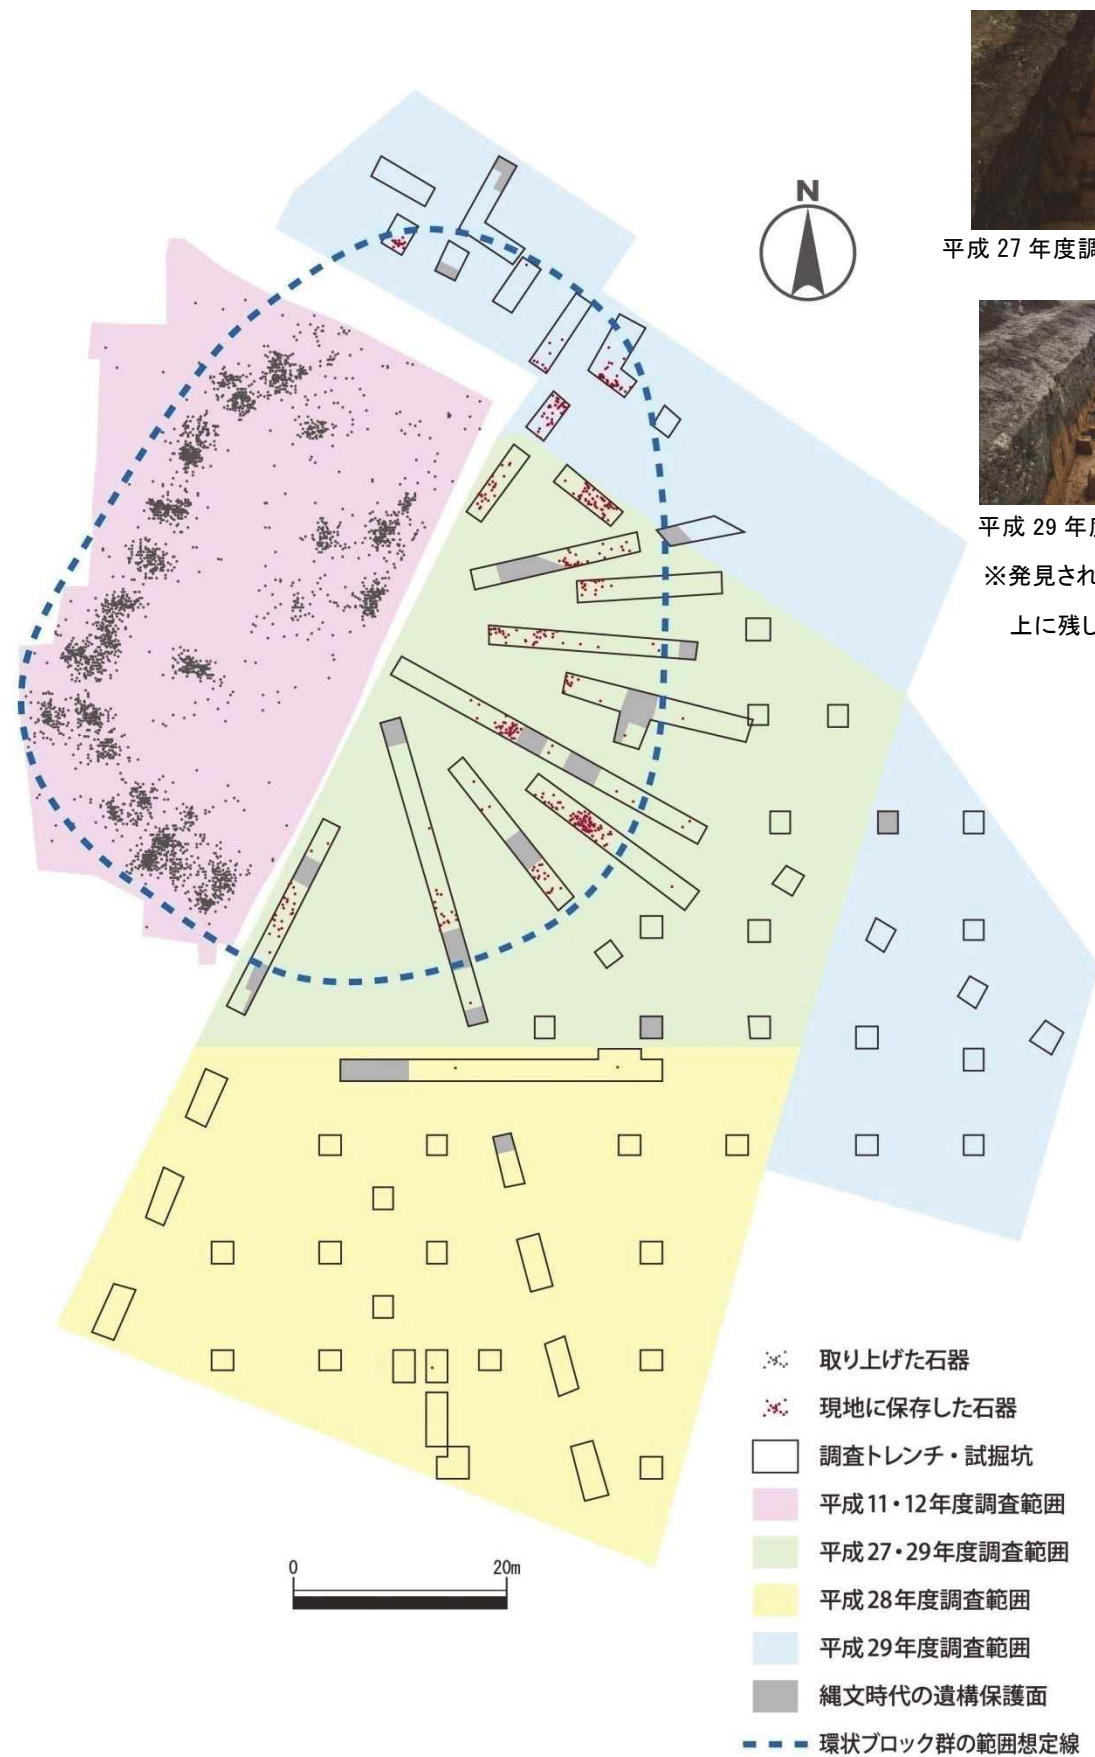 N
平成 27 年度調
平成 29 年度
※発見され
上に残し
0 20m
取り上げた石器
現地に保存した石器
調査トレンチ・試掘坑
平成11・12年度調査範囲
平成27・29年度調査範囲
平成28年度調査範囲
平成29年度調査範囲
縄文時代の遺構保護面
環状ブロック群の範囲想定線